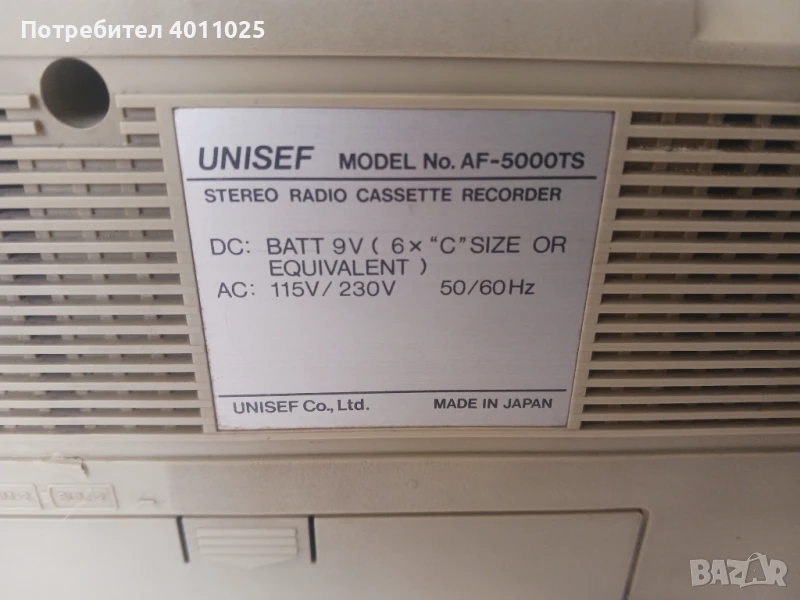 Потребител 4011025
UNISEF MODEL No. AF-5000TS
STEREO RADIO CASSETTE RECORDER
DC: BATT 9V ( 6 × “C” SIZE OR
EQUIVALENT )
AC: 115V/230V 50/60Hz
UNISEF Co., Ltd. MADE IN JAPAN
BAZAR